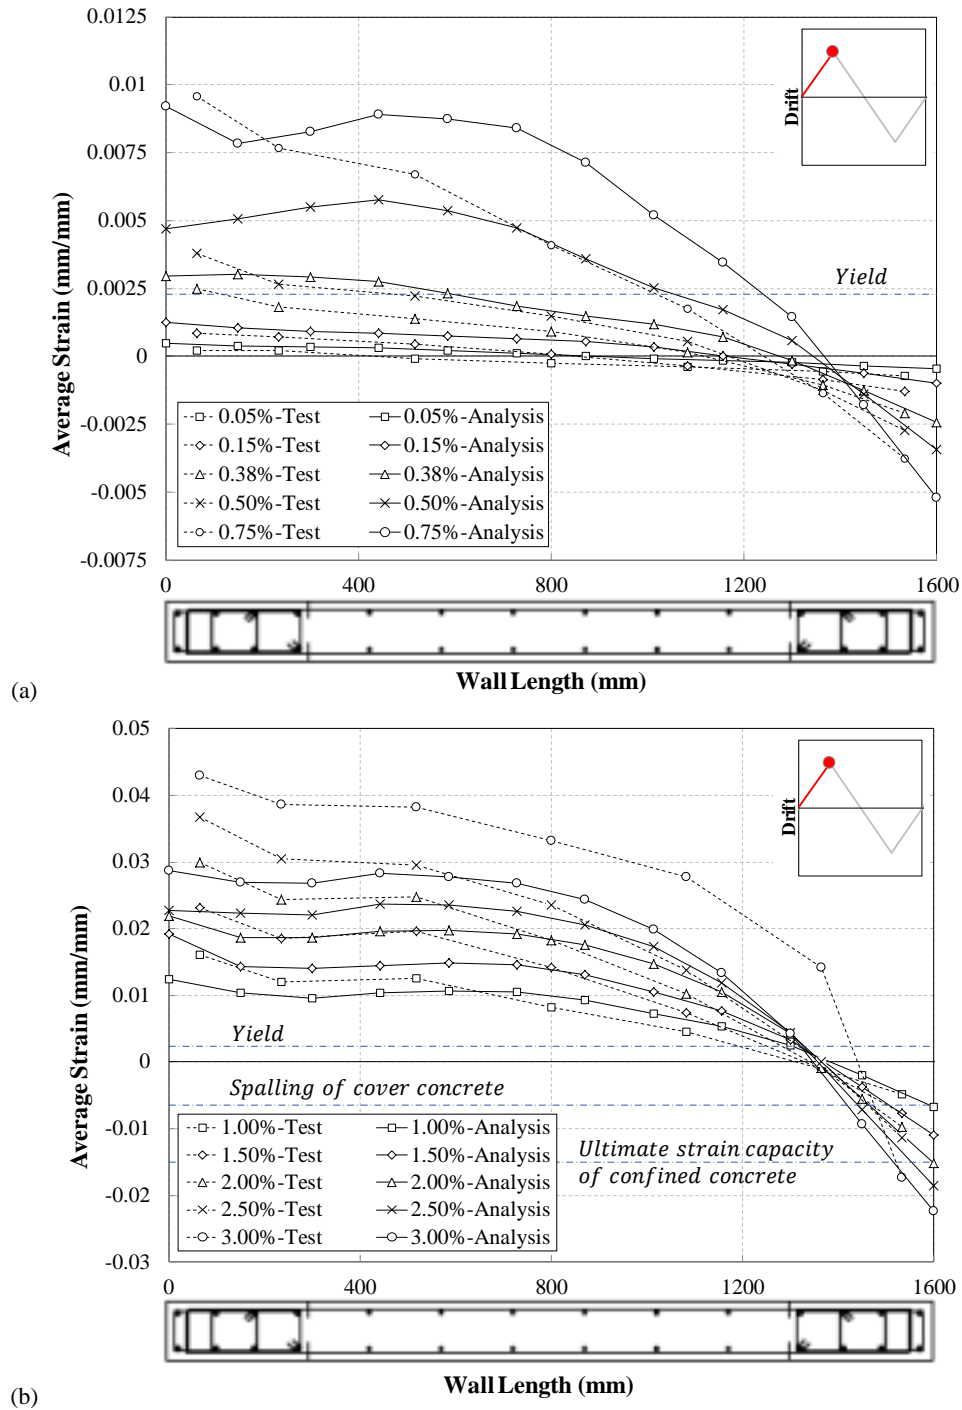 0.0125
0.01
0.0075
0.005
0.0025
0
-0.0025
-0.005
-0.0075
Average Strain (mm/mm)
Drift
Yield
0.05%-Test 0.05%-Analysis
0.15%-Test 0.15%-Analysis
0.38%-Test 0.38%-Analysis
0.50%-Test 0.50%-Analysis
0.75%-Test 0.75%-Analysis
0 400 800 1200 1600
Wall Length (mm)
(a)
0.05
0.04
0.03
0.02
0.01
0
-0.01
-0.02
-0.03
Average Strain (mm/mm)
Drift
Yield
Spalling of cover concrete
Ultimate strain capacity
of confined concrete
1.00%-Test 1.00%-Analysis
1.50%-Test 1.50%-Analysis
2.00%-Test 2.00%-Analysis
2.50%-Test 2.50%-Analysis
3.00%-Test 3.00%-Analysis
0 400 800 1200 1600
Wall Length (mm)
(b)